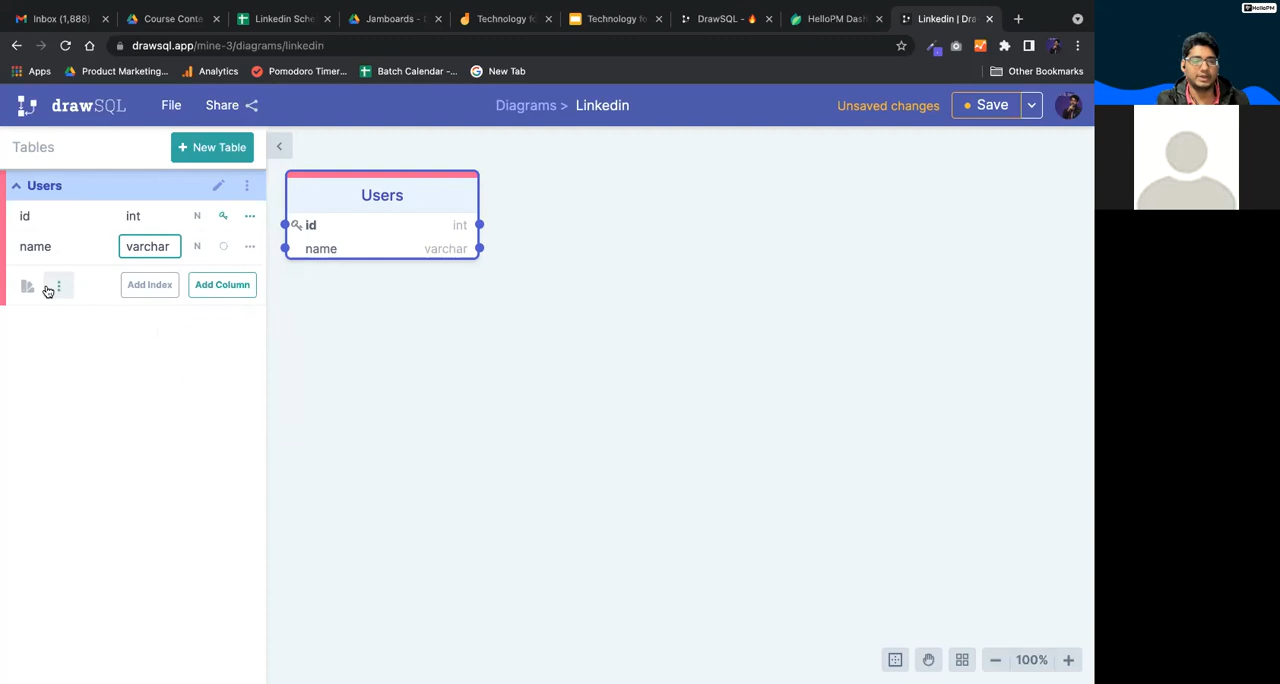 Inbox (1,888)
Course Conte
Linkedin Sche
Jamboards - 
Technology fo
Technology fo
DrawSQL - 
HelloPM Dash
Linkedin | Dra
drawsql.app/mine-3/diagrams/linkedin
Apps
Product Marketing...
Analytics
Pomodoro Timer...
Batch Calendar -...
New Tab
Other Bookmarks
drawSQL
File
Share
Diagrams > Linkedin
Unsaved changes
Save
Tables
+ New Table
Users
id int N
name varchar N
Add Index
Add Column
Users
id int
name varchar
100%
HelloPM